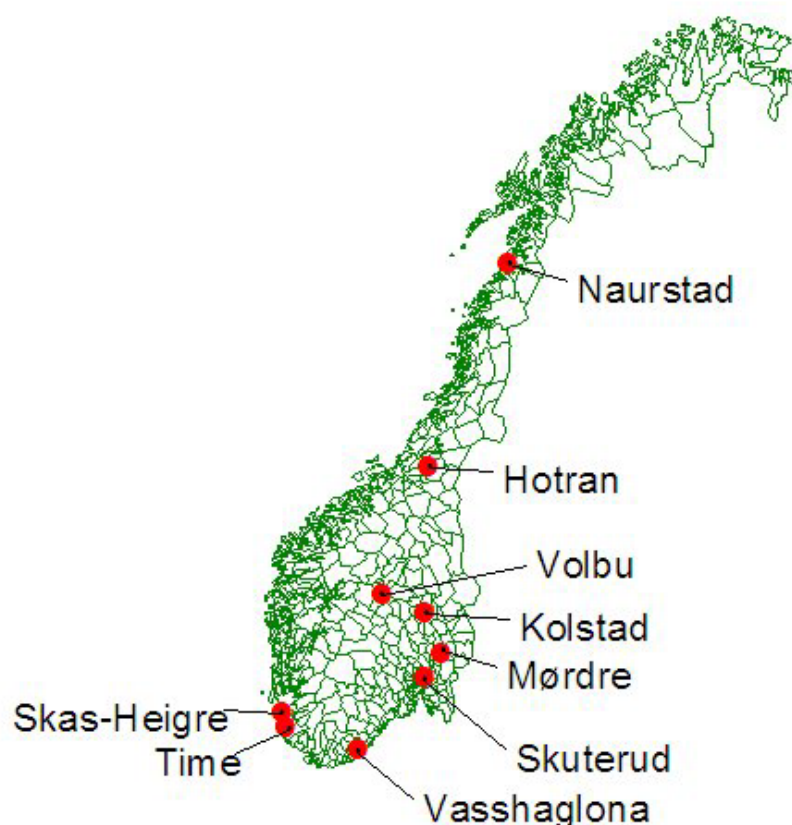 Naurstad
Hotran
Volbu
Kolstad
Mørdre
Skas-Heigre
Time
Skuterud
Vasshaglona